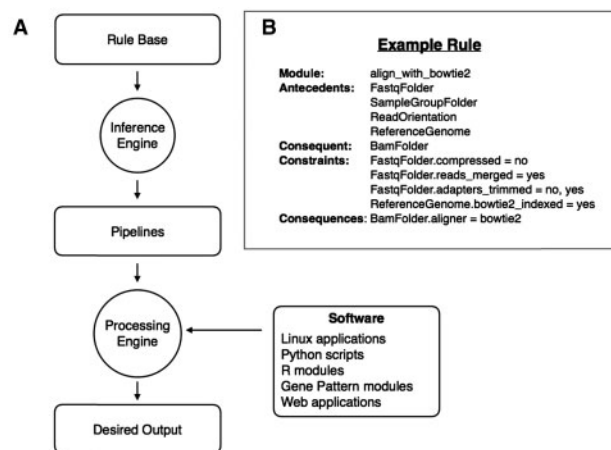 A
Rule Base
Inference
Engine
Pipelines
Processing
Engine
Desired Output
Software
Linux applications
Python scripts
R modules
Gene Pattern modules
Web applications
B
Example Rule
Module: align_with_bowtie2
Antecedents: FastqFolder
SampleGroupFolder
ReadOrientation
ReferenceGenome
Consequent: BamFolder
Constraints: FastqFolder.compressed = no
FastqFolder.reads_merged = yes
FastqFolder.adapters_trimmed = no, yes
ReferenceGenome.bowtie2_indexed = yes
Consequences: BamFolder.aligner = bowtie2